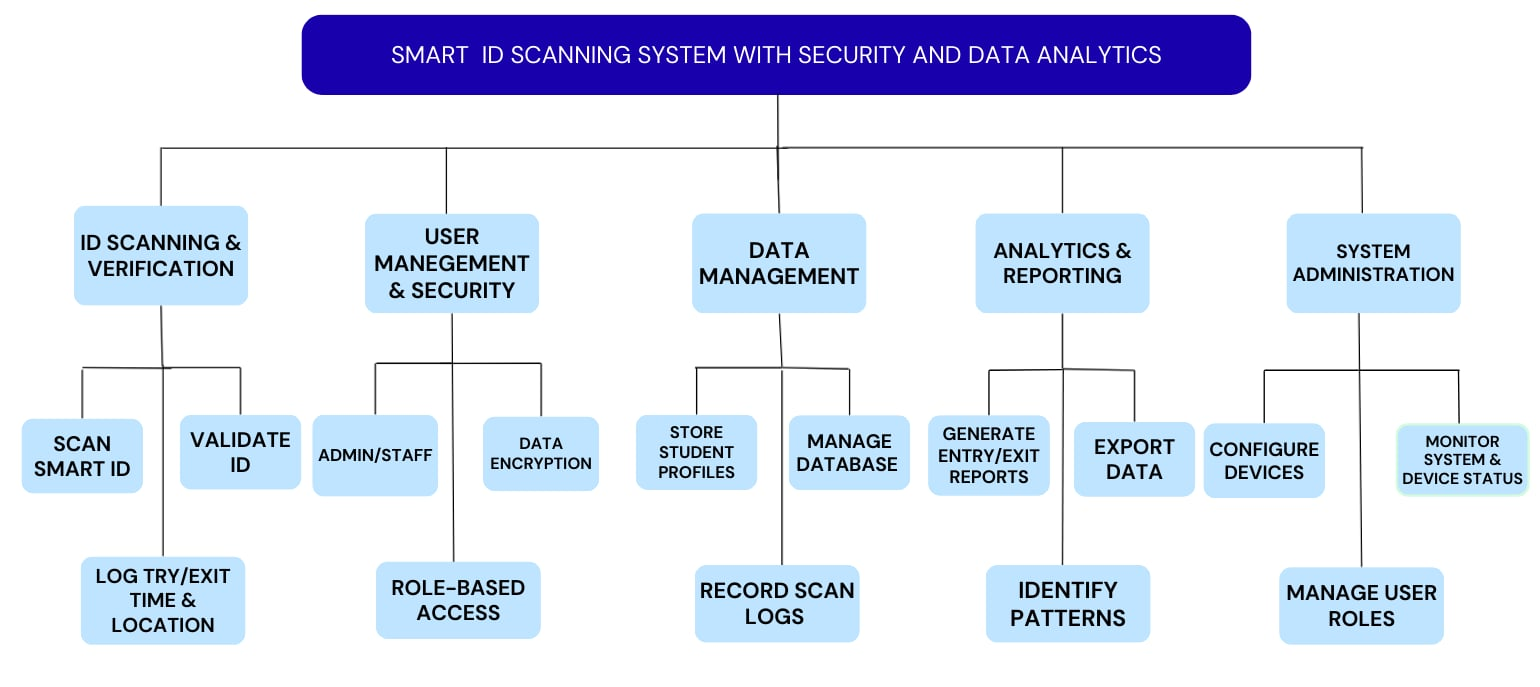 SMART ID SCANNING SYSTEM WITH SECURITY AND DATA ANALYTICS
ID SCANNING &
VERIFICATION
USER
MANEGEMENT
& SECURITY
DATA
MANAGEMENT
ANALYTICS &
REPORTING
SYSTEM
ADMINISTRATION
SCAN
SMART ID
VALIDATE
ID
ADMIN/STAFF
DATA
ENCRYPTION
STORE
STUDENT
PROFILES
MANAGE
DATABASE
GENERATE
ENTRY/EXIT
REPORTS
EXPORT
DATA
CONFIGURE
DEVICES
MONITOR
SYSTEM &
DEVICE STATUS
LOG TRY/EXIT
TIME &
LOCATION
ROLE-BASED
ACCESS
RECORD SCAN
LOGS
IDENTIFY
PATTERNS
MANAGE USER
ROLES